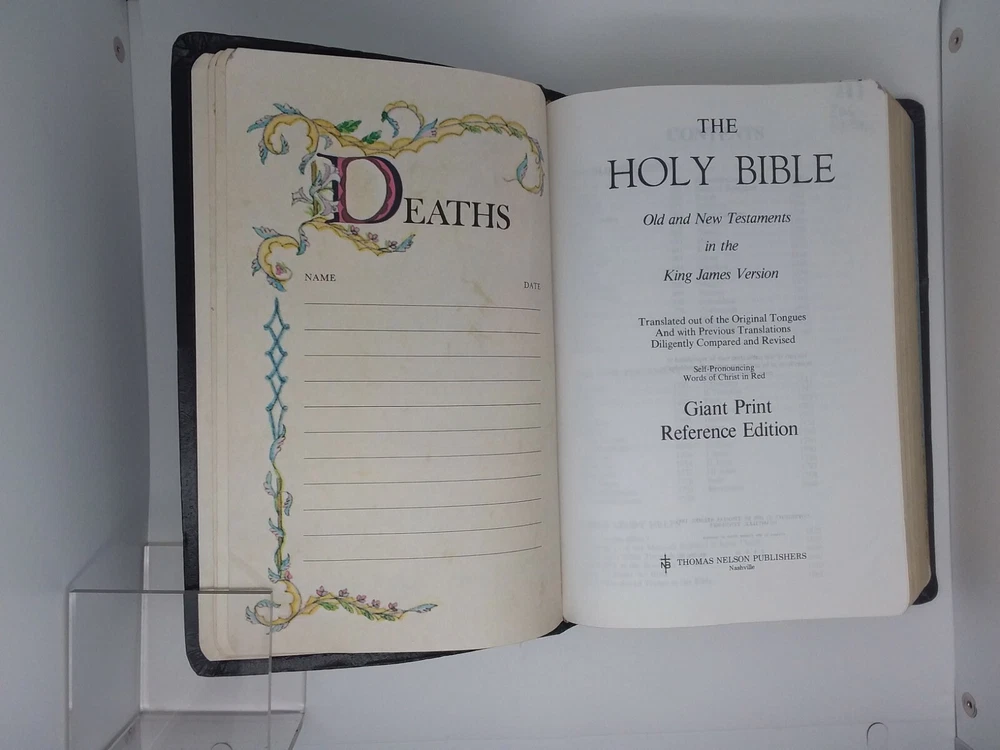 DEATHS
NAME DATE
THE
HOLY BIBLE
Old and New Testaments
in the
King James Version
Translated out of the Original Tongues
And with Previous Translations
Diligently Compared and Revised
Self-Pronouncing
Words of Christ in Red
Giant Print
Reference Edition
NB THOMAS NELSON PUBLISHERS
Nashville